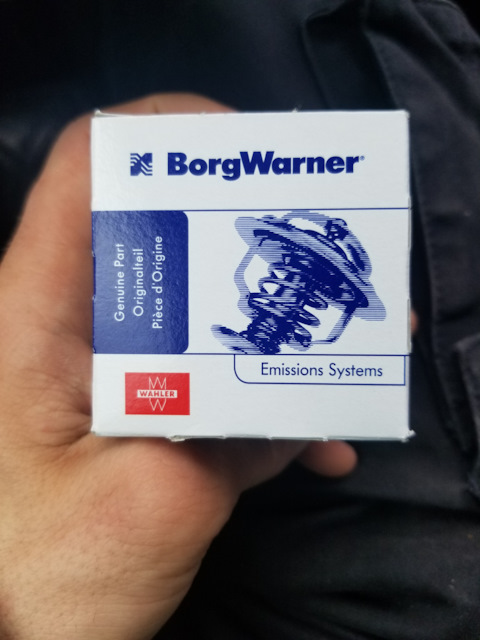 BorgWarner®
Genuine Part
Originalteil
Pièce d'Origine
Emissions Systems
WAHLER